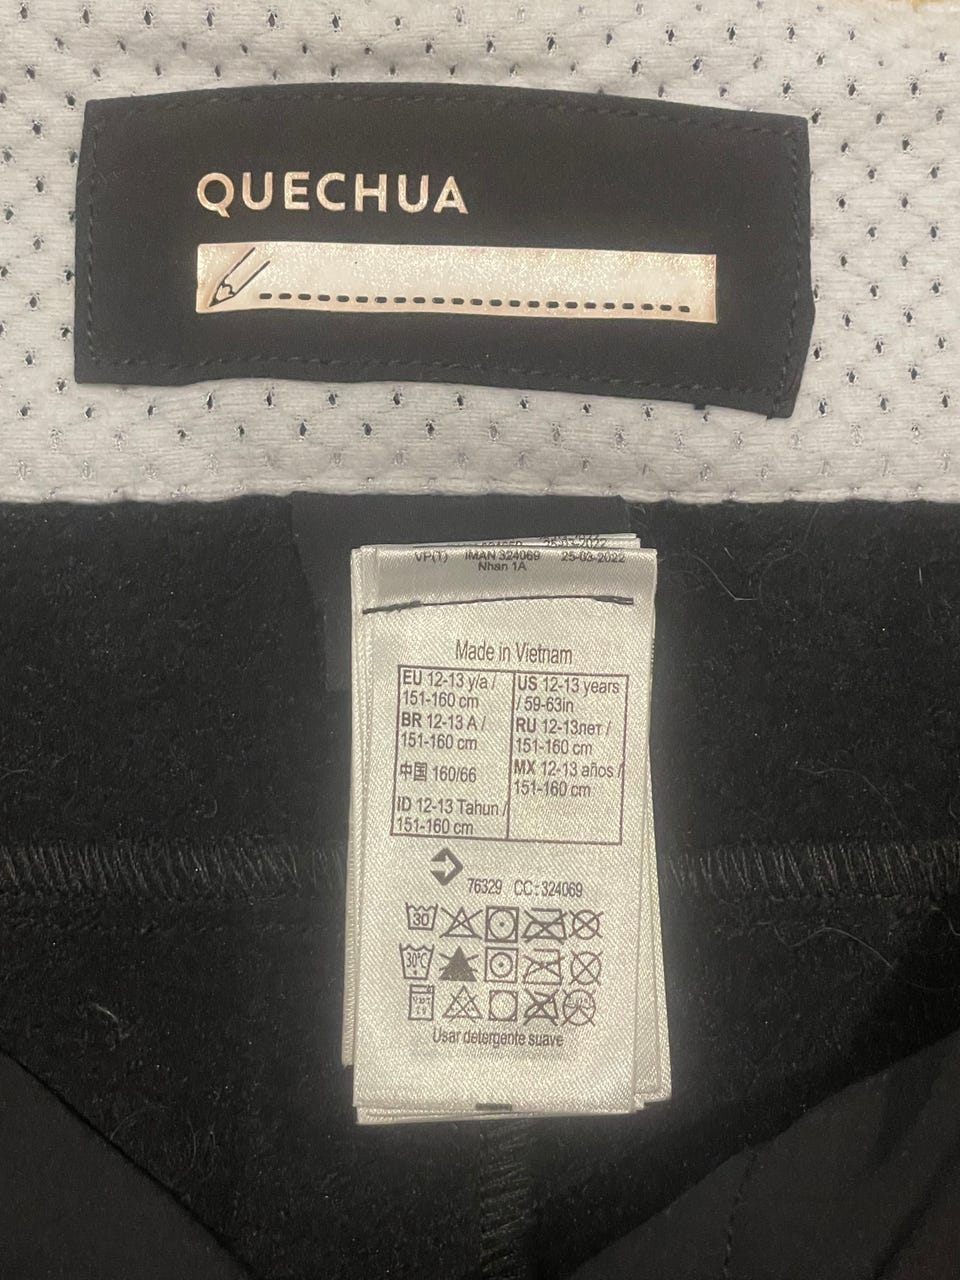 QUECHUA
25-03-2022
VP(T) IMAN 324069 25-03-2022
Nhan 1A
Made in Vietnam
EU 12-13 y/a /
151-160 cm
BR 12-13 A /
151-160 cm
中国 160/66
ID 12-13 Tahun /
151-160 cm
US 12-13 years
/ 59-63in
RU 12-13лет /
151-160 cm
MX 12-13 años /
151-160 cm
76329 CC:324069
30
30°C
Usar detergente suave